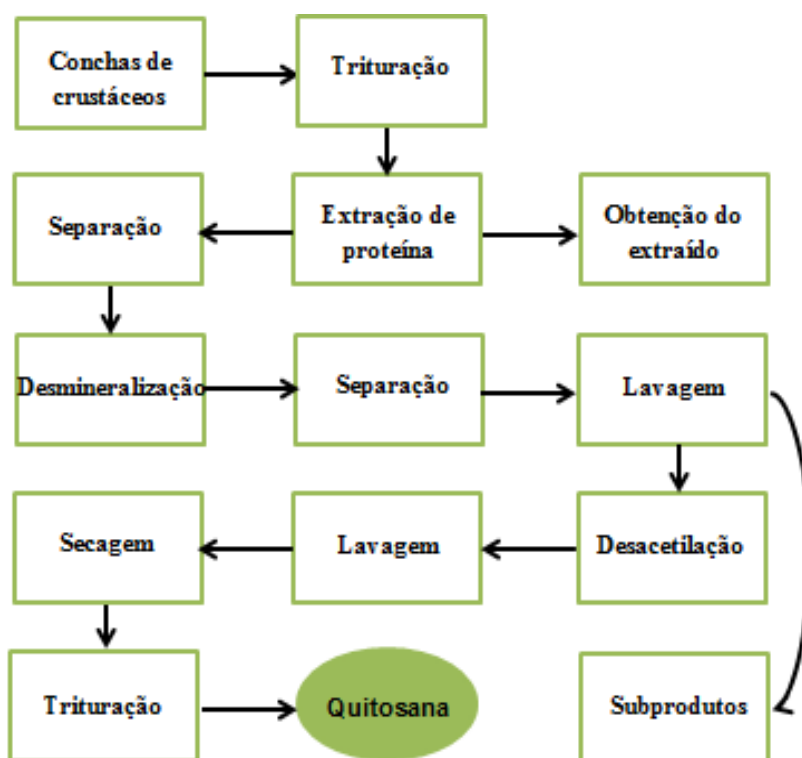 Conchas de
crustáceos
Trituração
Separação
Extração de
proteína
Obtenção do
extraído
Desmineralização
Separação
Lavagem
Secagem
Lavagem
Desacetilação
Trituração
Quitosana
Subprodutos